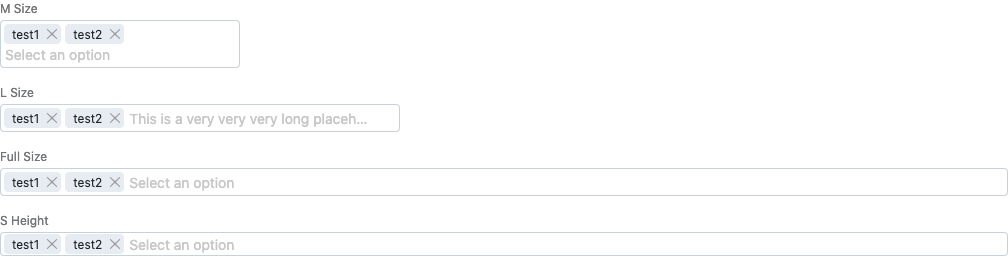 M Size
test1 test2
Select an option
L Size
test1 test2 This is a very very very long placeh...
Full Size
test1 test2 Select an option
S Height
test1 test2 Select an option